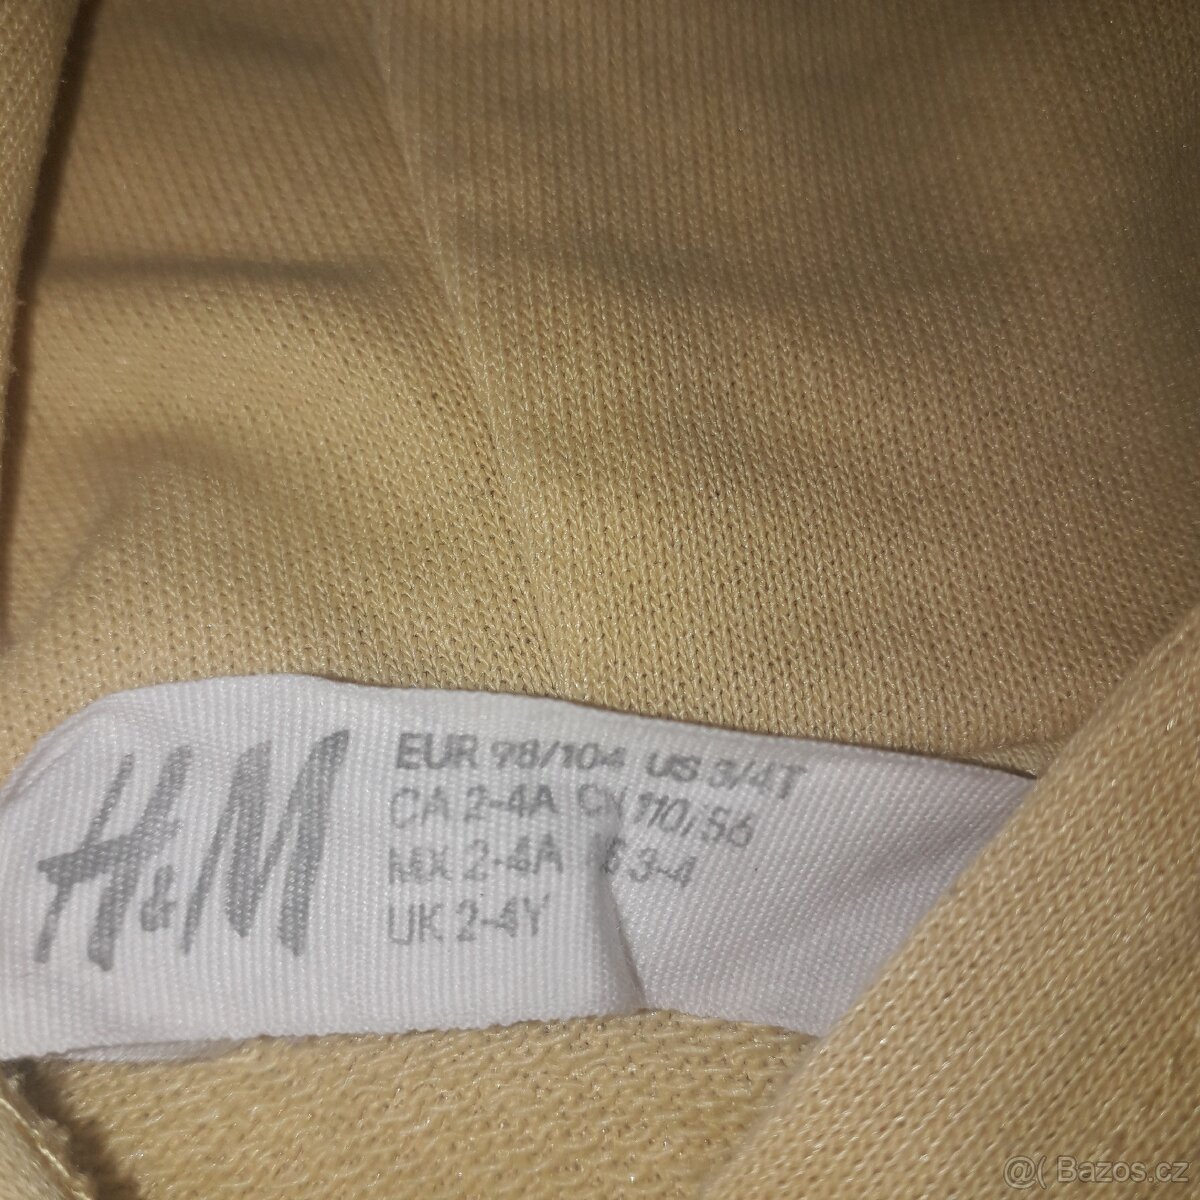 H&M
EUR 98/104 US 3/4T
CA 2-4A CN 110/56
MX 2-4A 3-4
UK 2-4Y
@( Bazos.cz